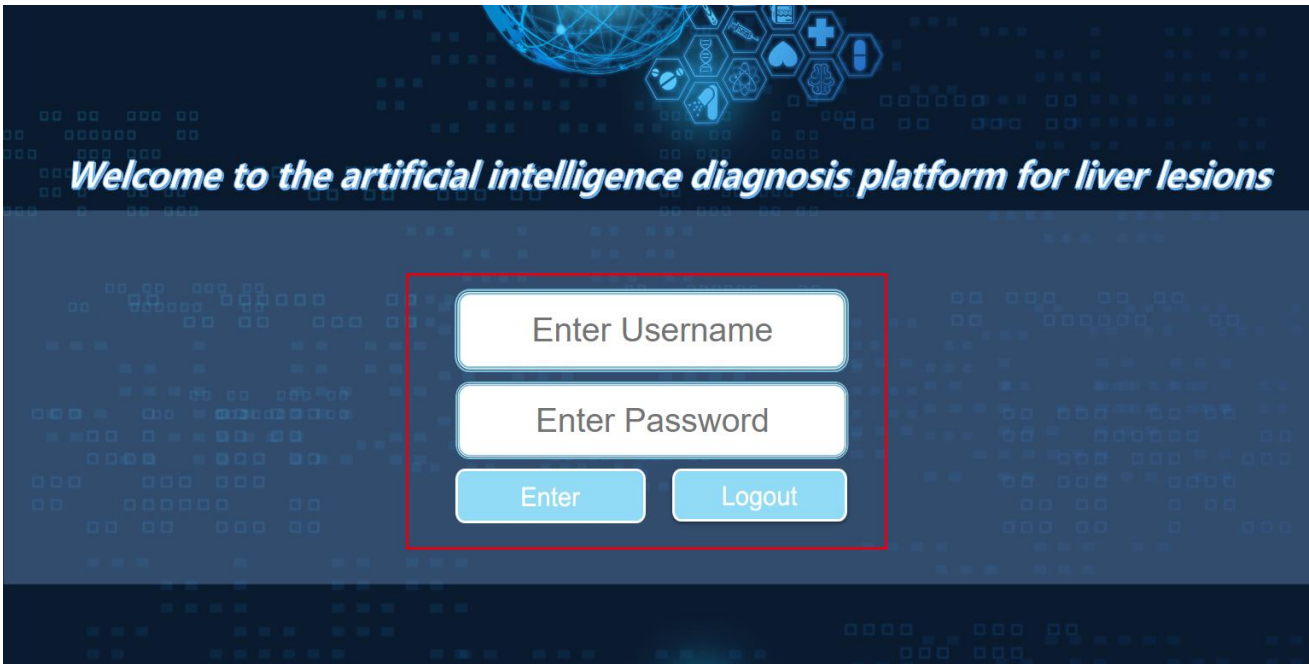 Welcome to the artificial intelligence diagnosis platform for liver lesions
Enter Username
Enter Password
Enter
Logout